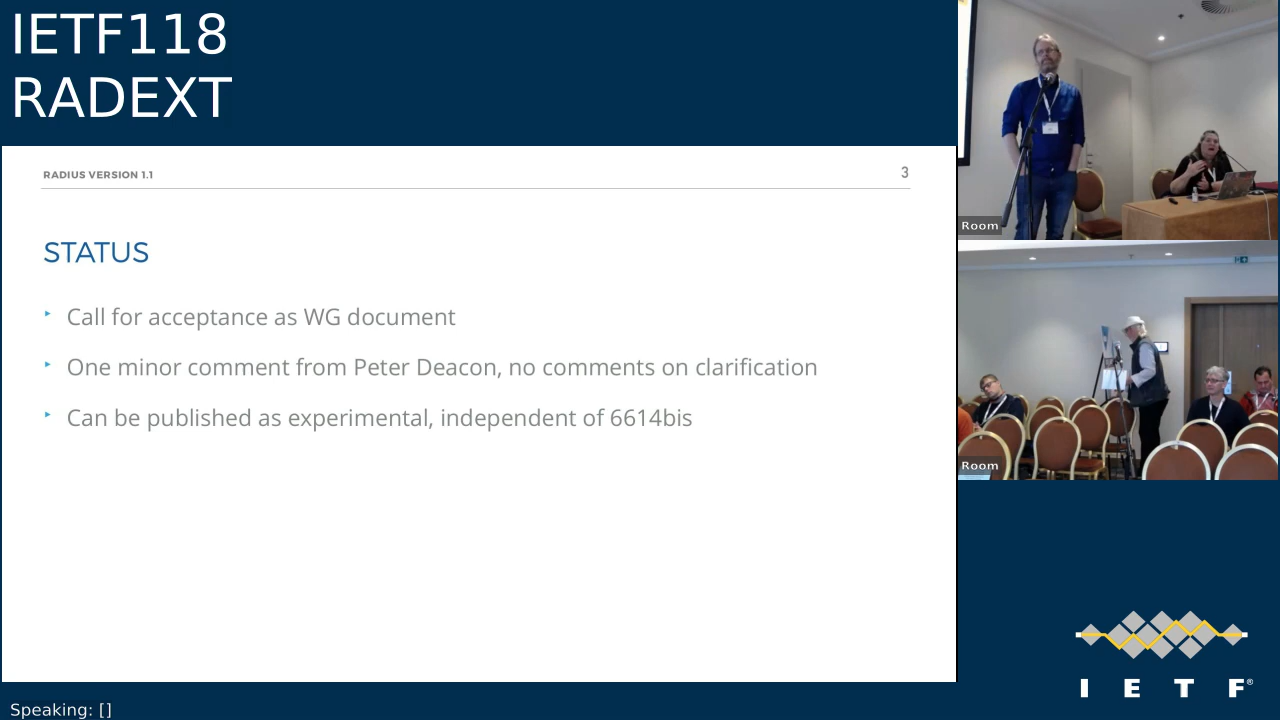 IETF118
RADEXT
RADIUS VERSION 1.1
3
STATUS
‣ Call for acceptance as WG document
‣ One minor comment from Peter Deacon, no comments on clarification
‣ Can be published as experimental, independent of 6614bis
Room
Room
I E T F®
Speaking: []